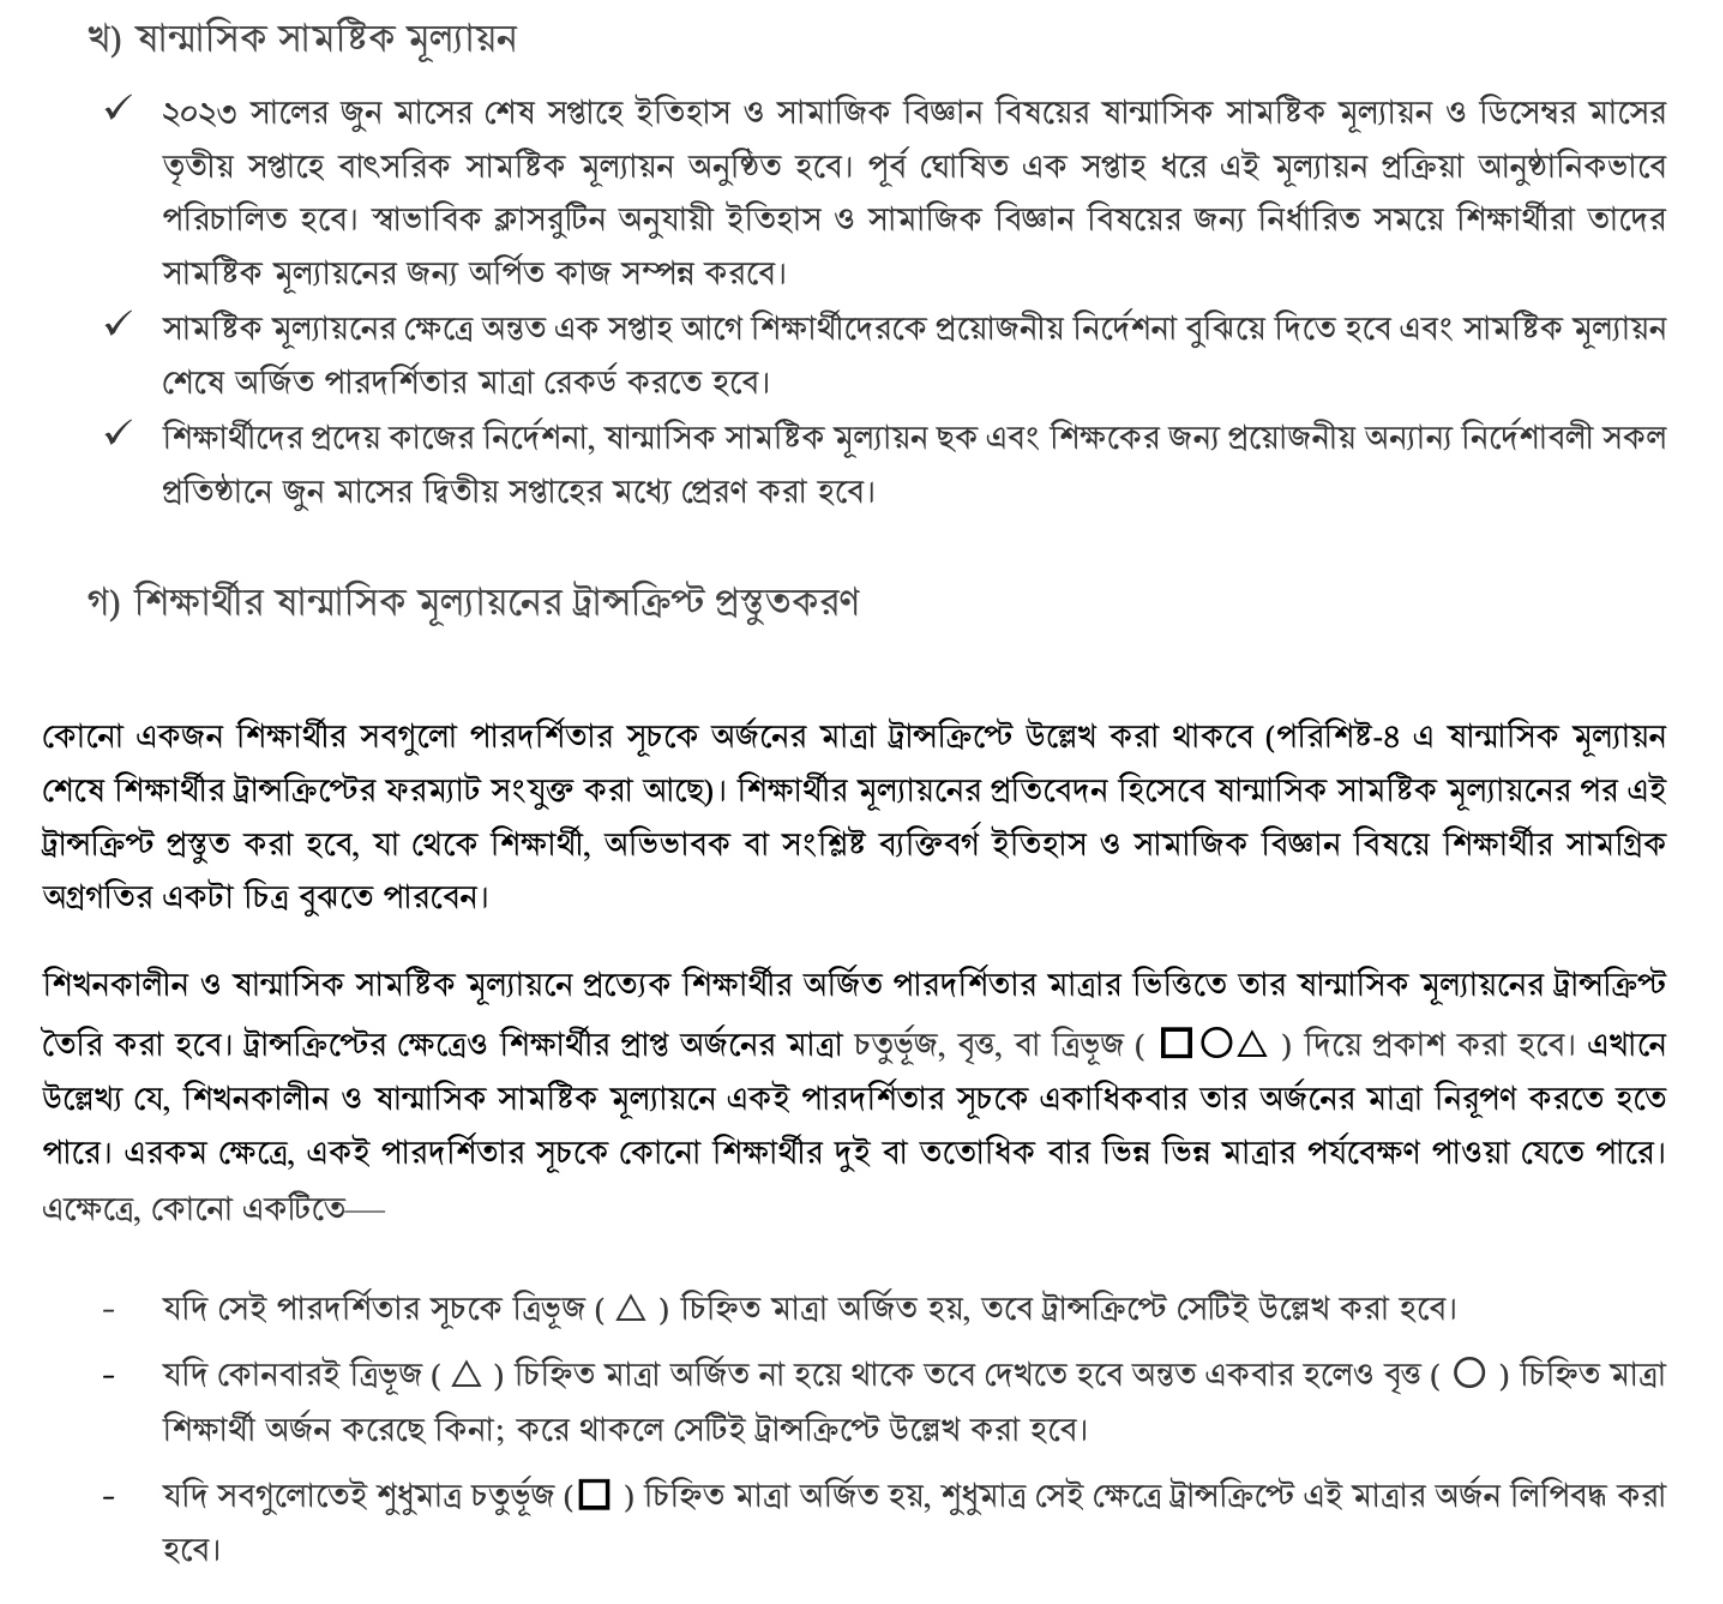 খ) ষান্মাসিক সামষ্টিক মূল্যায়ন
✓ ২০২৩ সালের জুন মাসের শেষ সপ্তাহে ইতিহাস ও সামাজিক বিজ্ঞান বিষয়ের ষান্মাসিক সামষ্টিক মূল্যায়ন ও ডিসেম্বর মাসের
তৃতীয় সপ্তাহে বাৎসরিক সামষ্টিক মূল্যায়ন অনুষ্ঠিত হবে। পূর্ব ঘোষিত এক সপ্তাহ ধরে এই মূল্যায়ন প্রক্রিয়া আনুষ্ঠানিকভাবে
পরিচালিত হবে। স্বাভাবিক ক্লাসরুটিন অনুযায়ী ইতিহাস ও সামাজিক বিজ্ঞান বিষয়ের জন্য নির্ধারিত সময়ে শিক্ষার্থীরা তাদের
সামষ্টিক মূল্যায়নের জন্য অর্পিত কাজ সম্পন্ন করবে।
✓ সামষ্টিক মূল্যায়নের ক্ষেত্রে অন্তত এক সপ্তাহ আগে শিক্ষার্থীদেরকে প্রয়োজনীয় নির্দেশনা বুঝিয়ে দিতে হবে এবং সামষ্টিক মূল্যায়ন
শেষে অর্জিত পারদর্শিতার মাত্রা রেকর্ড করতে হবে।
✓ শিক্ষার্থীদের প্রদেয় কাজের নির্দেশনা, ষান্মাসিক সামষ্টিক মূল্যায়ন ছক এবং শিক্ষকের জন্য প্রয়োজনীয় অন্যান্য নির্দেশাবলী সকল
প্রতিষ্ঠানে জুন মাসের দ্বিতীয় সপ্তাহের মধ্যে প্রেরণ করা হবে।
গ) শিক্ষার্থীর ষান্মাসিক মূল্যায়নের ট্রান্সক্রিপ্ট প্রস্তুতকরণ
কোনো একজন শিক্ষার্থীর সবগুলো পারদর্শিতার সূচকে অর্জনের মাত্রা ট্রান্সক্রিপ্টে উল্লেখ করা থাকবে (পরিশিষ্ট-৪ এ ষান্মাসিক মূল্যায়ন
শেষে শিক্ষার্থীর ট্রান্সক্রিপ্টের ফরম্যাট সংযুক্ত করা আছে)। শিক্ষার্থীর মূল্যায়নের প্রতিবেদন হিসেবে ষান্মাসিক সামষ্টিক মূল্যায়নের পর এই
ট্রান্সক্রিপ্ট প্রস্তুত করা হবে, যা থেকে শিক্ষার্থী, অভিভাবক বা সংশ্লিষ্ট ব্যক্তিবর্গ ইতিহাস ও সামাজিক বিজ্ঞান বিষয়ে শিক্ষার্থীর সামগ্রিক
অগ্রগতির একটা চিত্র বুঝতে পারবেন।
শিখনকালীন ও ষান্মাসিক সামষ্টিক মূল্যায়নে প্রত্যেক শিক্ষার্থীর অর্জিত পারদর্শিতার মাত্রার ভিত্তিতে তার ষান্মাসিক মূল্যায়নের ট্রান্সক্রিপ্ট
তৈরি করা হবে। ট্রান্সক্রিপ্টের ক্ষেত্রেও শিক্ষার্থীর প্রাপ্ত অর্জনের মাত্রা চতুর্ভূজ, বৃত্ত, বা ত্রিভূজ ( □○△ ) দিয়ে প্রকাশ করা হবে। এখানে
উল্লেখ্য যে, শিখনকালীন ও ষান্মাসিক সামষ্টিক মূল্যায়নে একই পারদর্শিতার সূচকে একাধিকবার তার অর্জনের মাত্রা নিরূপণ করতে হতে
পারে। এরকম ক্ষেত্রে, একই পারদর্শিতার সূচকে কোনো শিক্ষার্থীর দুই বা ততোধিক বার ভিন্ন ভিন্ন মাত্রার পর্যবেক্ষণ পাওয়া যেতে পারে।
এক্ষেত্রে, কোনো একটিতে—
- যদি সেই পারদর্শিতার সূচকে ত্রিভূজ ( △ ) চিহ্নিত মাত্রা অর্জিত হয়, তবে ট্রান্সক্রিপ্টে সেটিই উল্লেখ করা হবে।
- যদি কোনবারই ত্রিভূজ ( △ ) চিহ্নিত মাত্রা অর্জিত না হয়ে থাকে তবে দেখতে হবে অন্তত একবার হলেও বৃত্ত ( ○ ) চিহ্নিত মাত্রা
শিক্ষার্থী অর্জন করেছে কিনা; করে থাকলে সেটিই ট্রান্সক্রিপ্টে উল্লেখ করা হবে।
- যদি সবগুলোতেই শুধুমাত্র চতুর্ভূজ (□ ) চিহ্নিত মাত্রা অর্জিত হয়, শুধুমাত্র সেই ক্ষেত্রে ট্রান্সক্রিপ্টে এই মাত্রার অর্জন লিপিবদ্ধ করা
হবে।